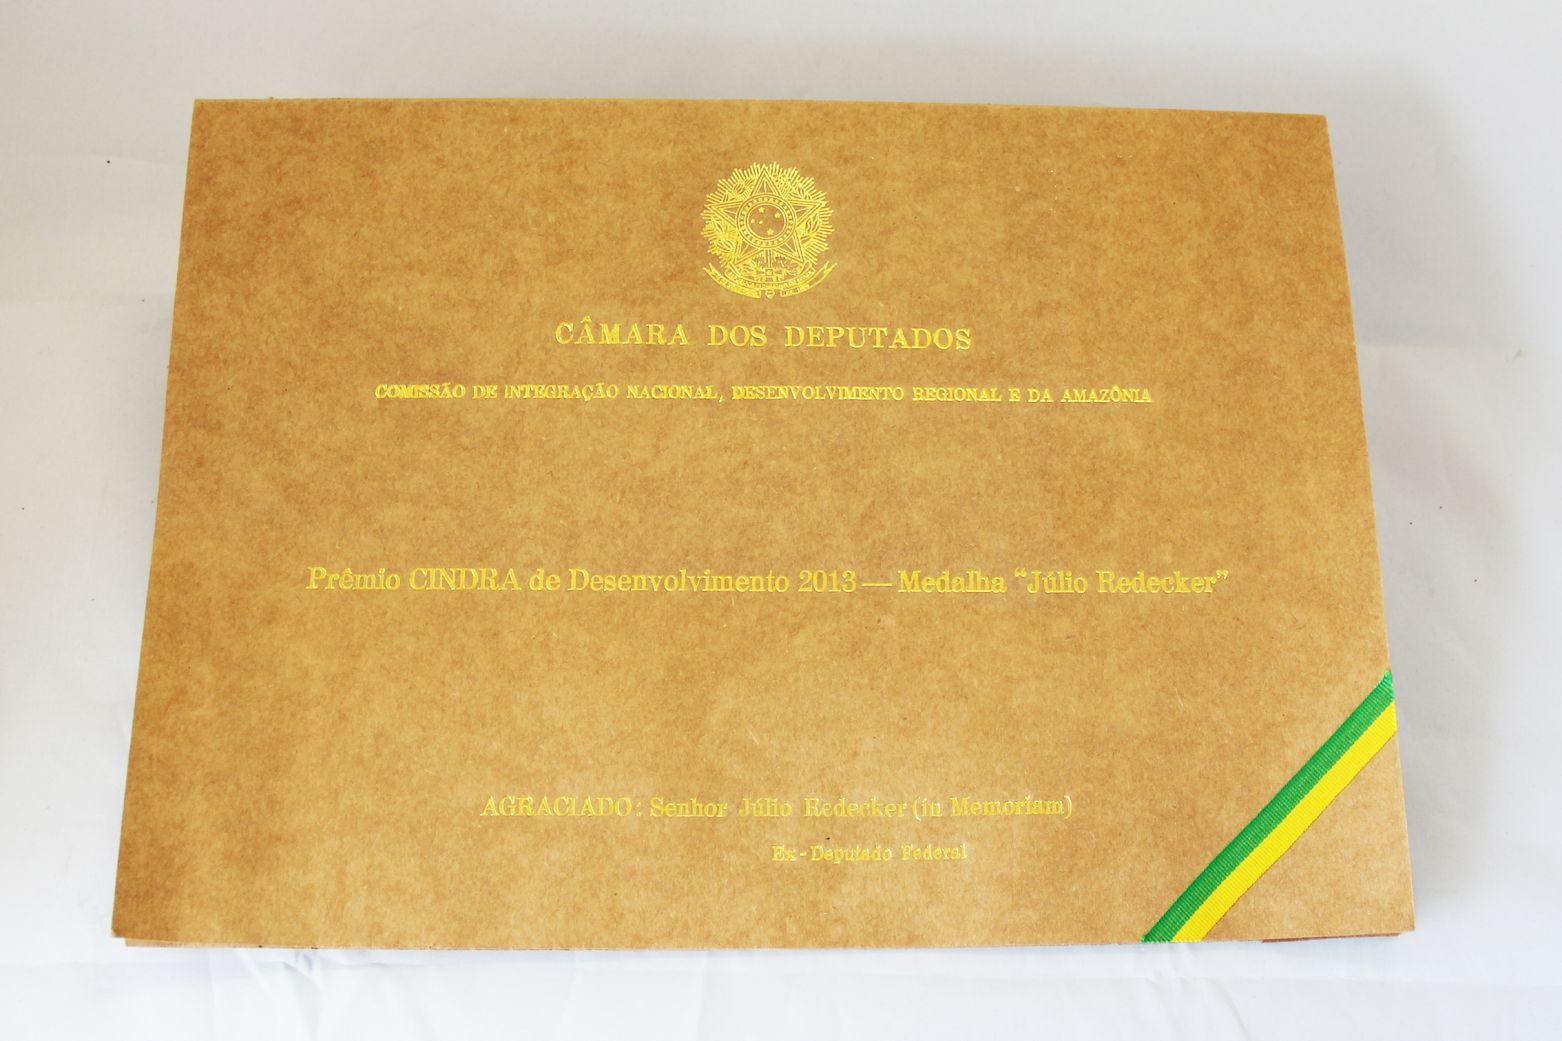 CÂMARA DOS DEPUTADOS
COMISSÃO DE INTEGRAÇÃO NACIONAL, DESENVOLVIMENTO REGIONAL E DA AMAZÔNIA
Prêmio CINDRA de Desenvolvimento 2013 — Medalha “Júlio Redecker”
AGRACIADO: Senhor Júlio Redecker (in Memoriam)
Ex - Deputado Federal